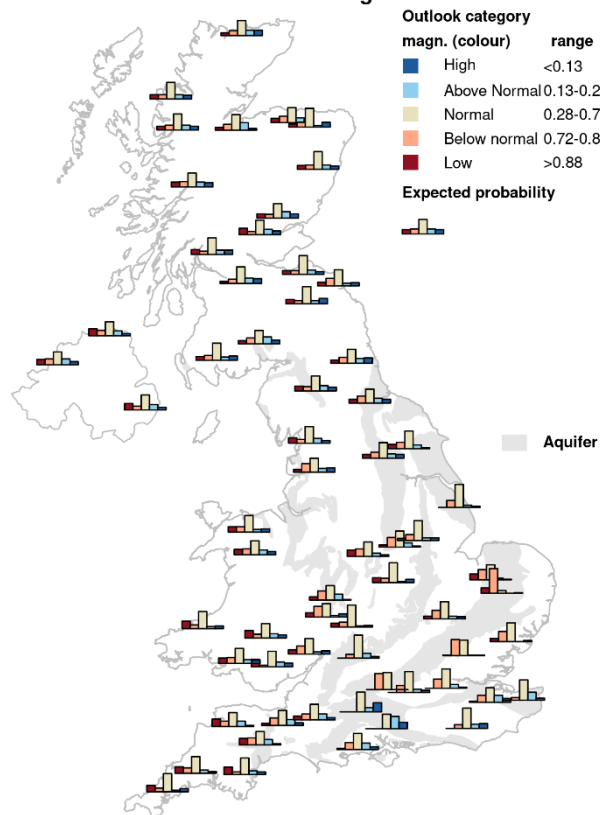 Outlook category
magn. (colour) range
High <0.13
Above Normal 0.13-0.2
Normal 0.28-0.7
Below normal 0.72-0.8
Low >0.88
Expected probability
Aquifer